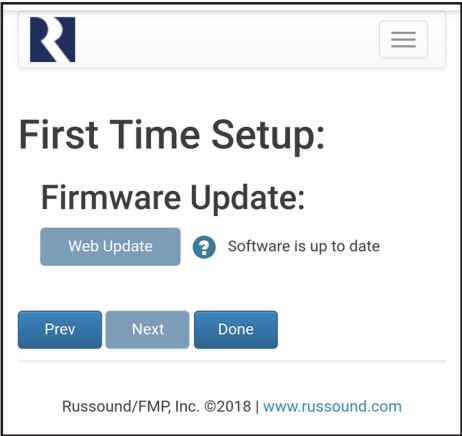 First Time Setup:
Firmware Update:
Web Update ? Software is up to date
Prev Next Done
Russound/FMP, Inc. ©2018 | www.russound.com